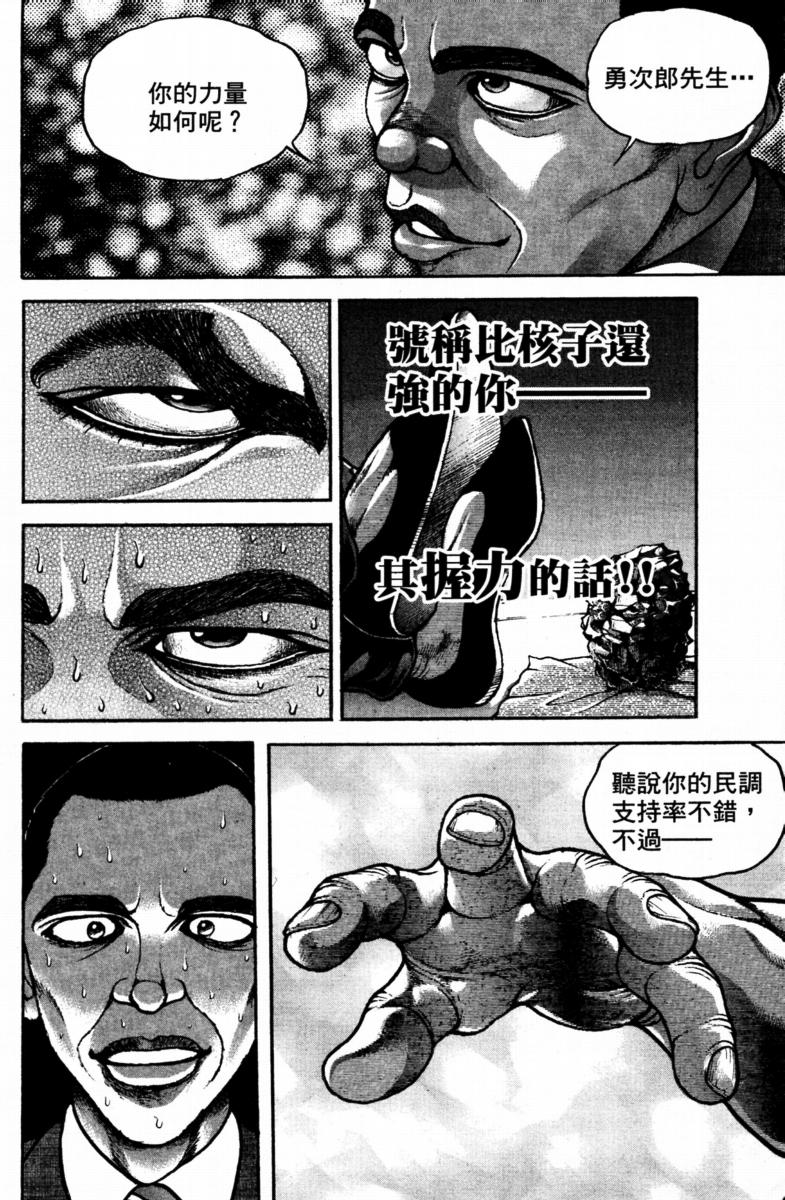 勇次郎先生⋯
你的力量
如何呢？
號稱比核子還
強的你——
其握力的話!!
聽說你的民調
支持率不錯，
不過——